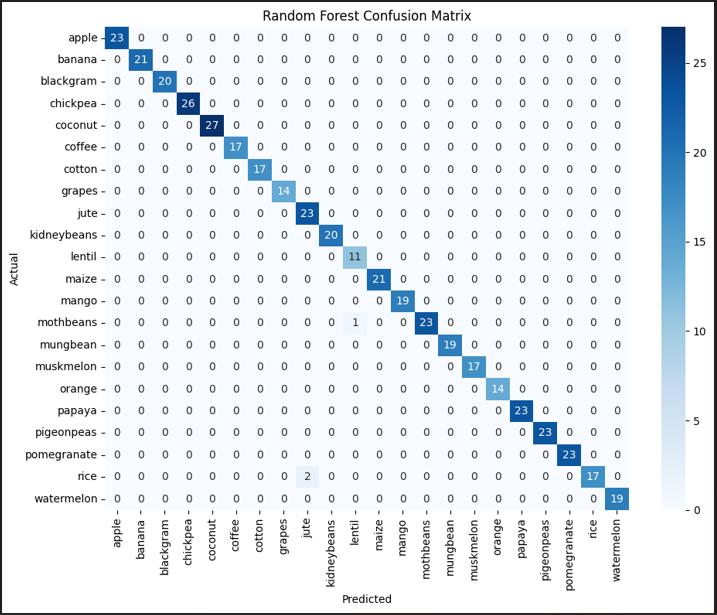 Random Forest Confusion Matrix
apple 23 0 0 0 0 0 0 0 0 0 0 0 0 0 0 0 0 0 0 0 0 0
banana 0 21 0 0 0 0 0 0 0 0 0 0 0 0 0 0 0 0 0 0 0 0
blackgram 0 0 20 0 0 0 0 0 0 0 0 0 0 0 0 0 0 0 0 0 0 0
chickpea 0 0 0 26 0 0 0 0 0 0 0 0 0 0 0 0 0 0 0 0 0 0
coconut 0 0 0 0 27 0 0 0 0 0 0 0 0 0 0 0 0 0 0 0 0 0
coffee 0 0 0 0 0 17 0 0 0 0 0 0 0 0 0 0 0 0 0 0 0 0
cotton 0 0 0 0 0 0 17 0 0 0 0 0 0 0 0 0 0 0 0 0 0 0
grapes 0 0 0 0 0 0 0 14 0 0 0 0 0 0 0 0 0 0 0 0 0 0
jute 0 0 0 0 0 0 0 0 23 0 0 0 0 0 0 0 0 0 0 0 0 0
kidneybeans 0 0 0 0 0 0 0 0 0 20 0 0 0 0 0 0 0 0 0 0 0 0
lentil 0 0 0 0 0 0 0 0 0 0 11 0 0 0 0 0 0 0 0 0 0 0
maize 0 0 0 0 0 0 0 0 0 0 0 21 0 0 0 0 0 0 0 0 0 0
mango 0 0 0 0 0 0 0 0 0 0 0 0 19 0 0 0 0 0 0 0 0 0
mothbeans 0 0 0 0 0 0 0 0 0 0 1 0 0 23 0 0 0 0 0 0 0 0
mungbean 0 0 0 0 0 0 0 0 0 0 0 0 0 0 19 0 0 0 0 0 0 0
muskmelon 0 0 0 0 0 0 0 0 0 0 0 0 0 0 0 17 0 0 0 0 0 0
orange 0 0 0 0 0 0 0 0 0 0 0 0 0 0 0 0 14 0 0 0 0 0
papaya 0 0 0 0 0 0 0 0 0 0 0 0 0 0 0 0 0 23 0 0 0 0
pigeonpeas 0 0 0 0 0 0 0 0 0 0 0 0 0 0 0 0 0 0 23 0 0 0
pomegranate 0 0 0 0 0 0 0 0 0 0 0 0 0 0 0 0 0 0 0 23 0 0
rice 0 0 0 0 0 0 0 0 2 0 0 0 0 0 0 0 0 0 0 0 17 0
watermelon 0 0 0 0 0 0 0 0 0 0 0 0 0 0 0 0 0 0 0 0 0 19
Actual
apple
banana
blackgram
chickpea
coconut
coffee
cotton
grapes
jute
kidneybeans
lentil
maize
mango
mothbeans
mungbean
muskmelon
orange
papaya
pigeonpeas
pomegranate
rice
watermelon
Predicted
25
20
15
10
5
0